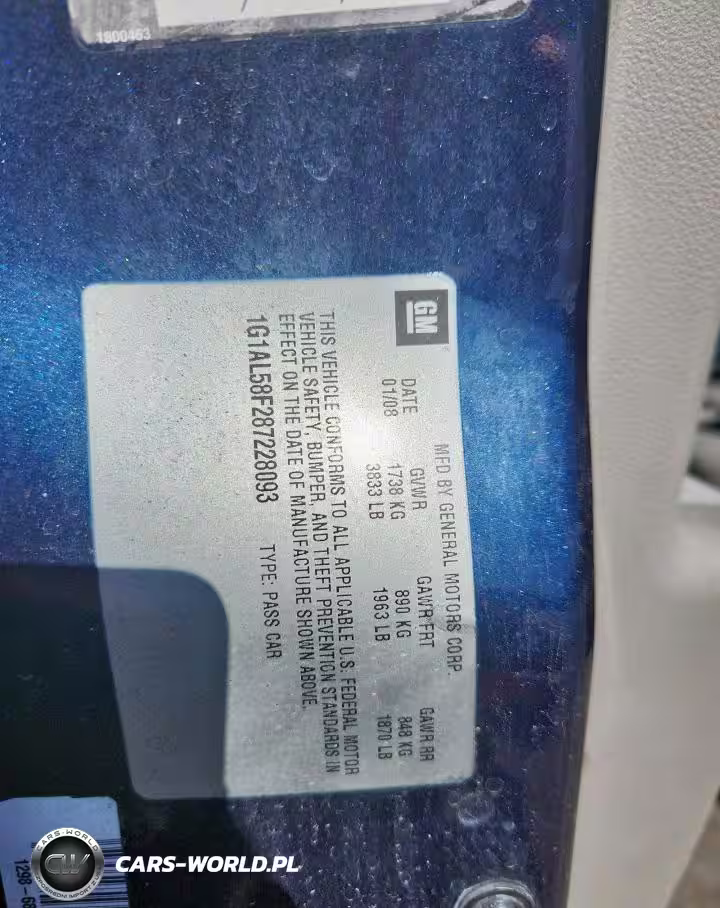 1800463
GM
MFD BY GENERAL MOTORS CORP.
DATE GVWR GAWR FRT GAWR RR
01/08 1738 KG 890 KG 848 KG
3833 LB 1963 LB 1870 LB
THIS VEHICLE CONFORMS TO ALL APPLICABLE U.S. FEDERAL MOTOR
VEHICLE SAFETY, BUMPER, AND THEFT PREVENTION STANDARDS IN
EFFECT ON THE DATE OF MANUFACTURE SHOWN ABOVE.
1G1AL58F287228093 TYPE: PASS CAR
CARS-WORLD
CW
CARS-WORLD.PL